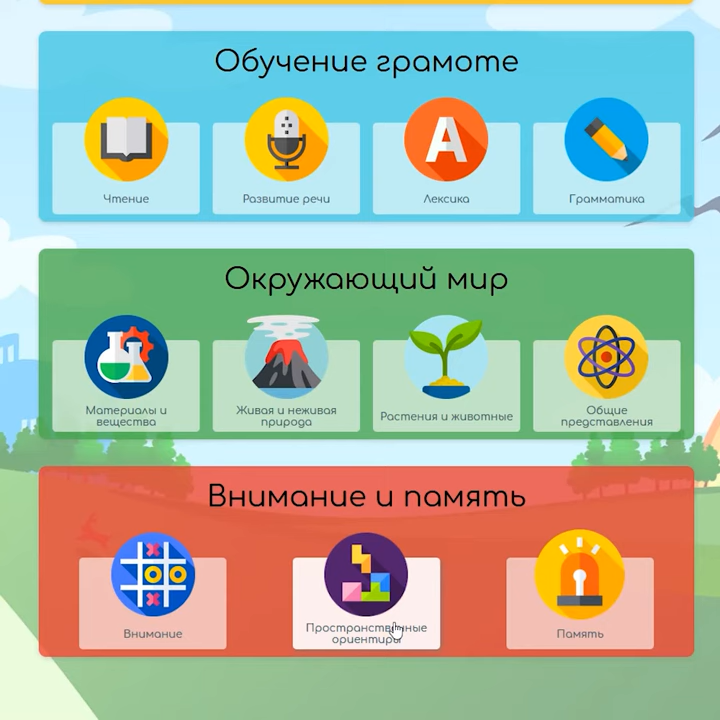 Обучение грамоте
Чтение
Развитие речи
Лексика
Грамматика
Окружающий мир
Материалы и
вещества
Живая и неживая
природа
Растения и животные
Общие
представления
Внимание и память
Внимание
Пространственные
ориентиры
Память